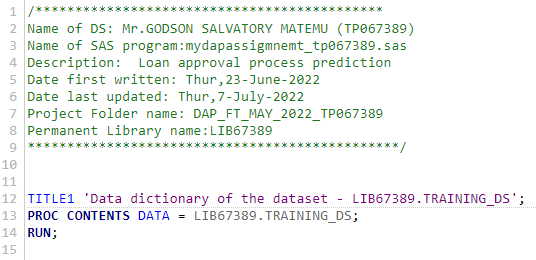 1 /********************************************
2 Name of DS: Mr.GODSON SALVATORY MATEMU (TP067389)
3 Name of SAS program:mydapassigmnemt_tp067389.sas
4 Description:  Loan approval process prediction
5 Date first written: Thur,23-June-2022
6 Date last updated: Thur,7-July-2022
7 Project Folder name: DAP_FT_MAY_2022_TP067389
8 Permanent Library name:LIB67389
9 ***********************************************/
10
11
12 TITLE1 'Data dictionary of the dataset - LIB67389.TRAINING_DS';
13 PROC CONTENTS DATA = LIB67389.TRAINING_DS;
14 RUN;
15